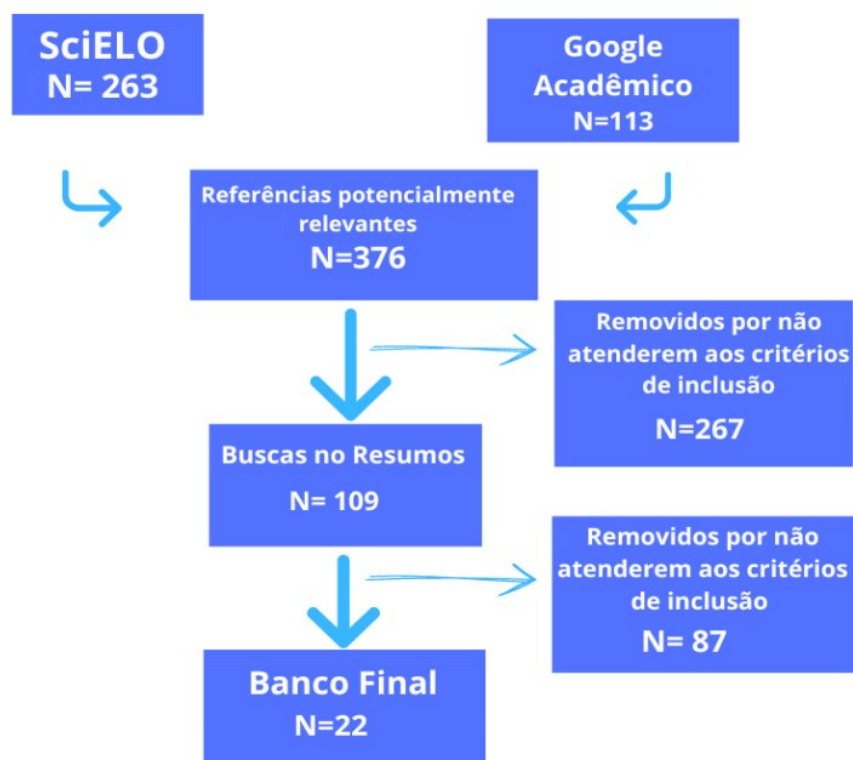 SciELO
N= 263
Google
Acadêmico
N=113
Referências potencialmente
relevantes
N=376
Removidos por não
atenderem aos critérios
de inclusão
N=267
Buscas no Resumos
N= 109
Removidos por não
atenderem aos critérios
de inclusão
N= 87
Banco Final
N=22